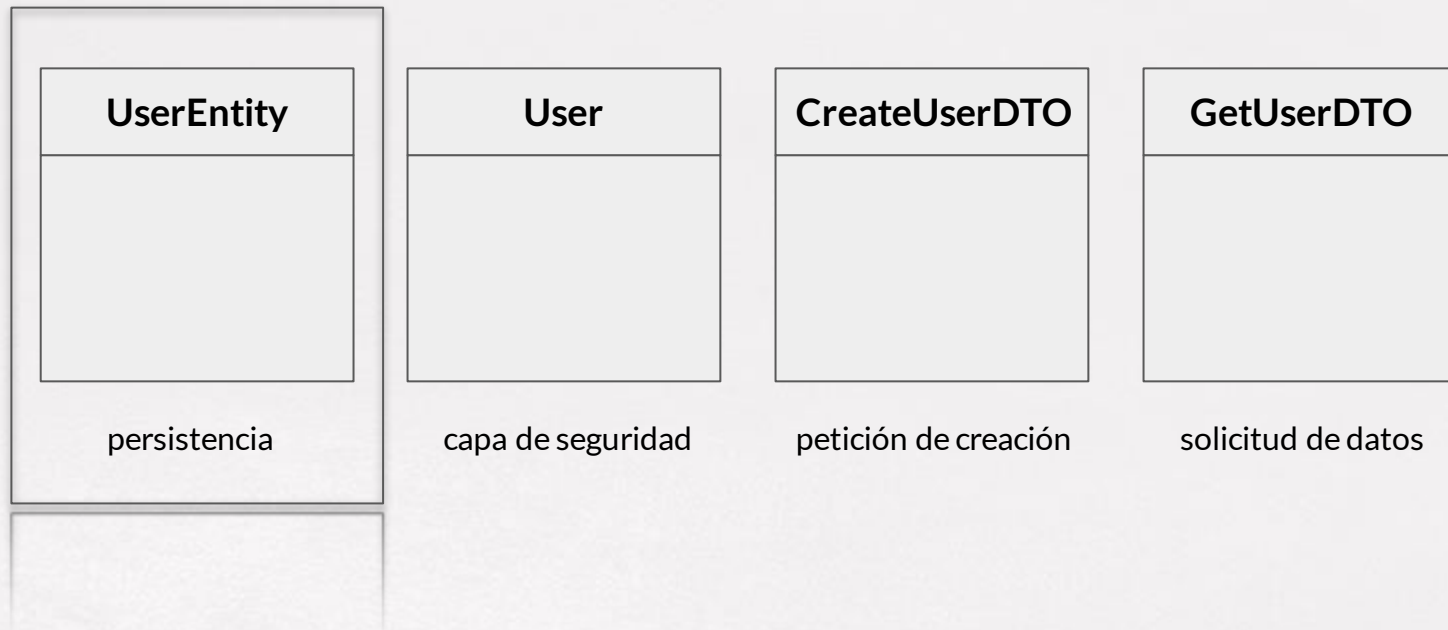 UserEntity
User
CreateUserDTO
GetUserDTO
persistencia
capa de seguridad
petición de creación
solicitud de datos